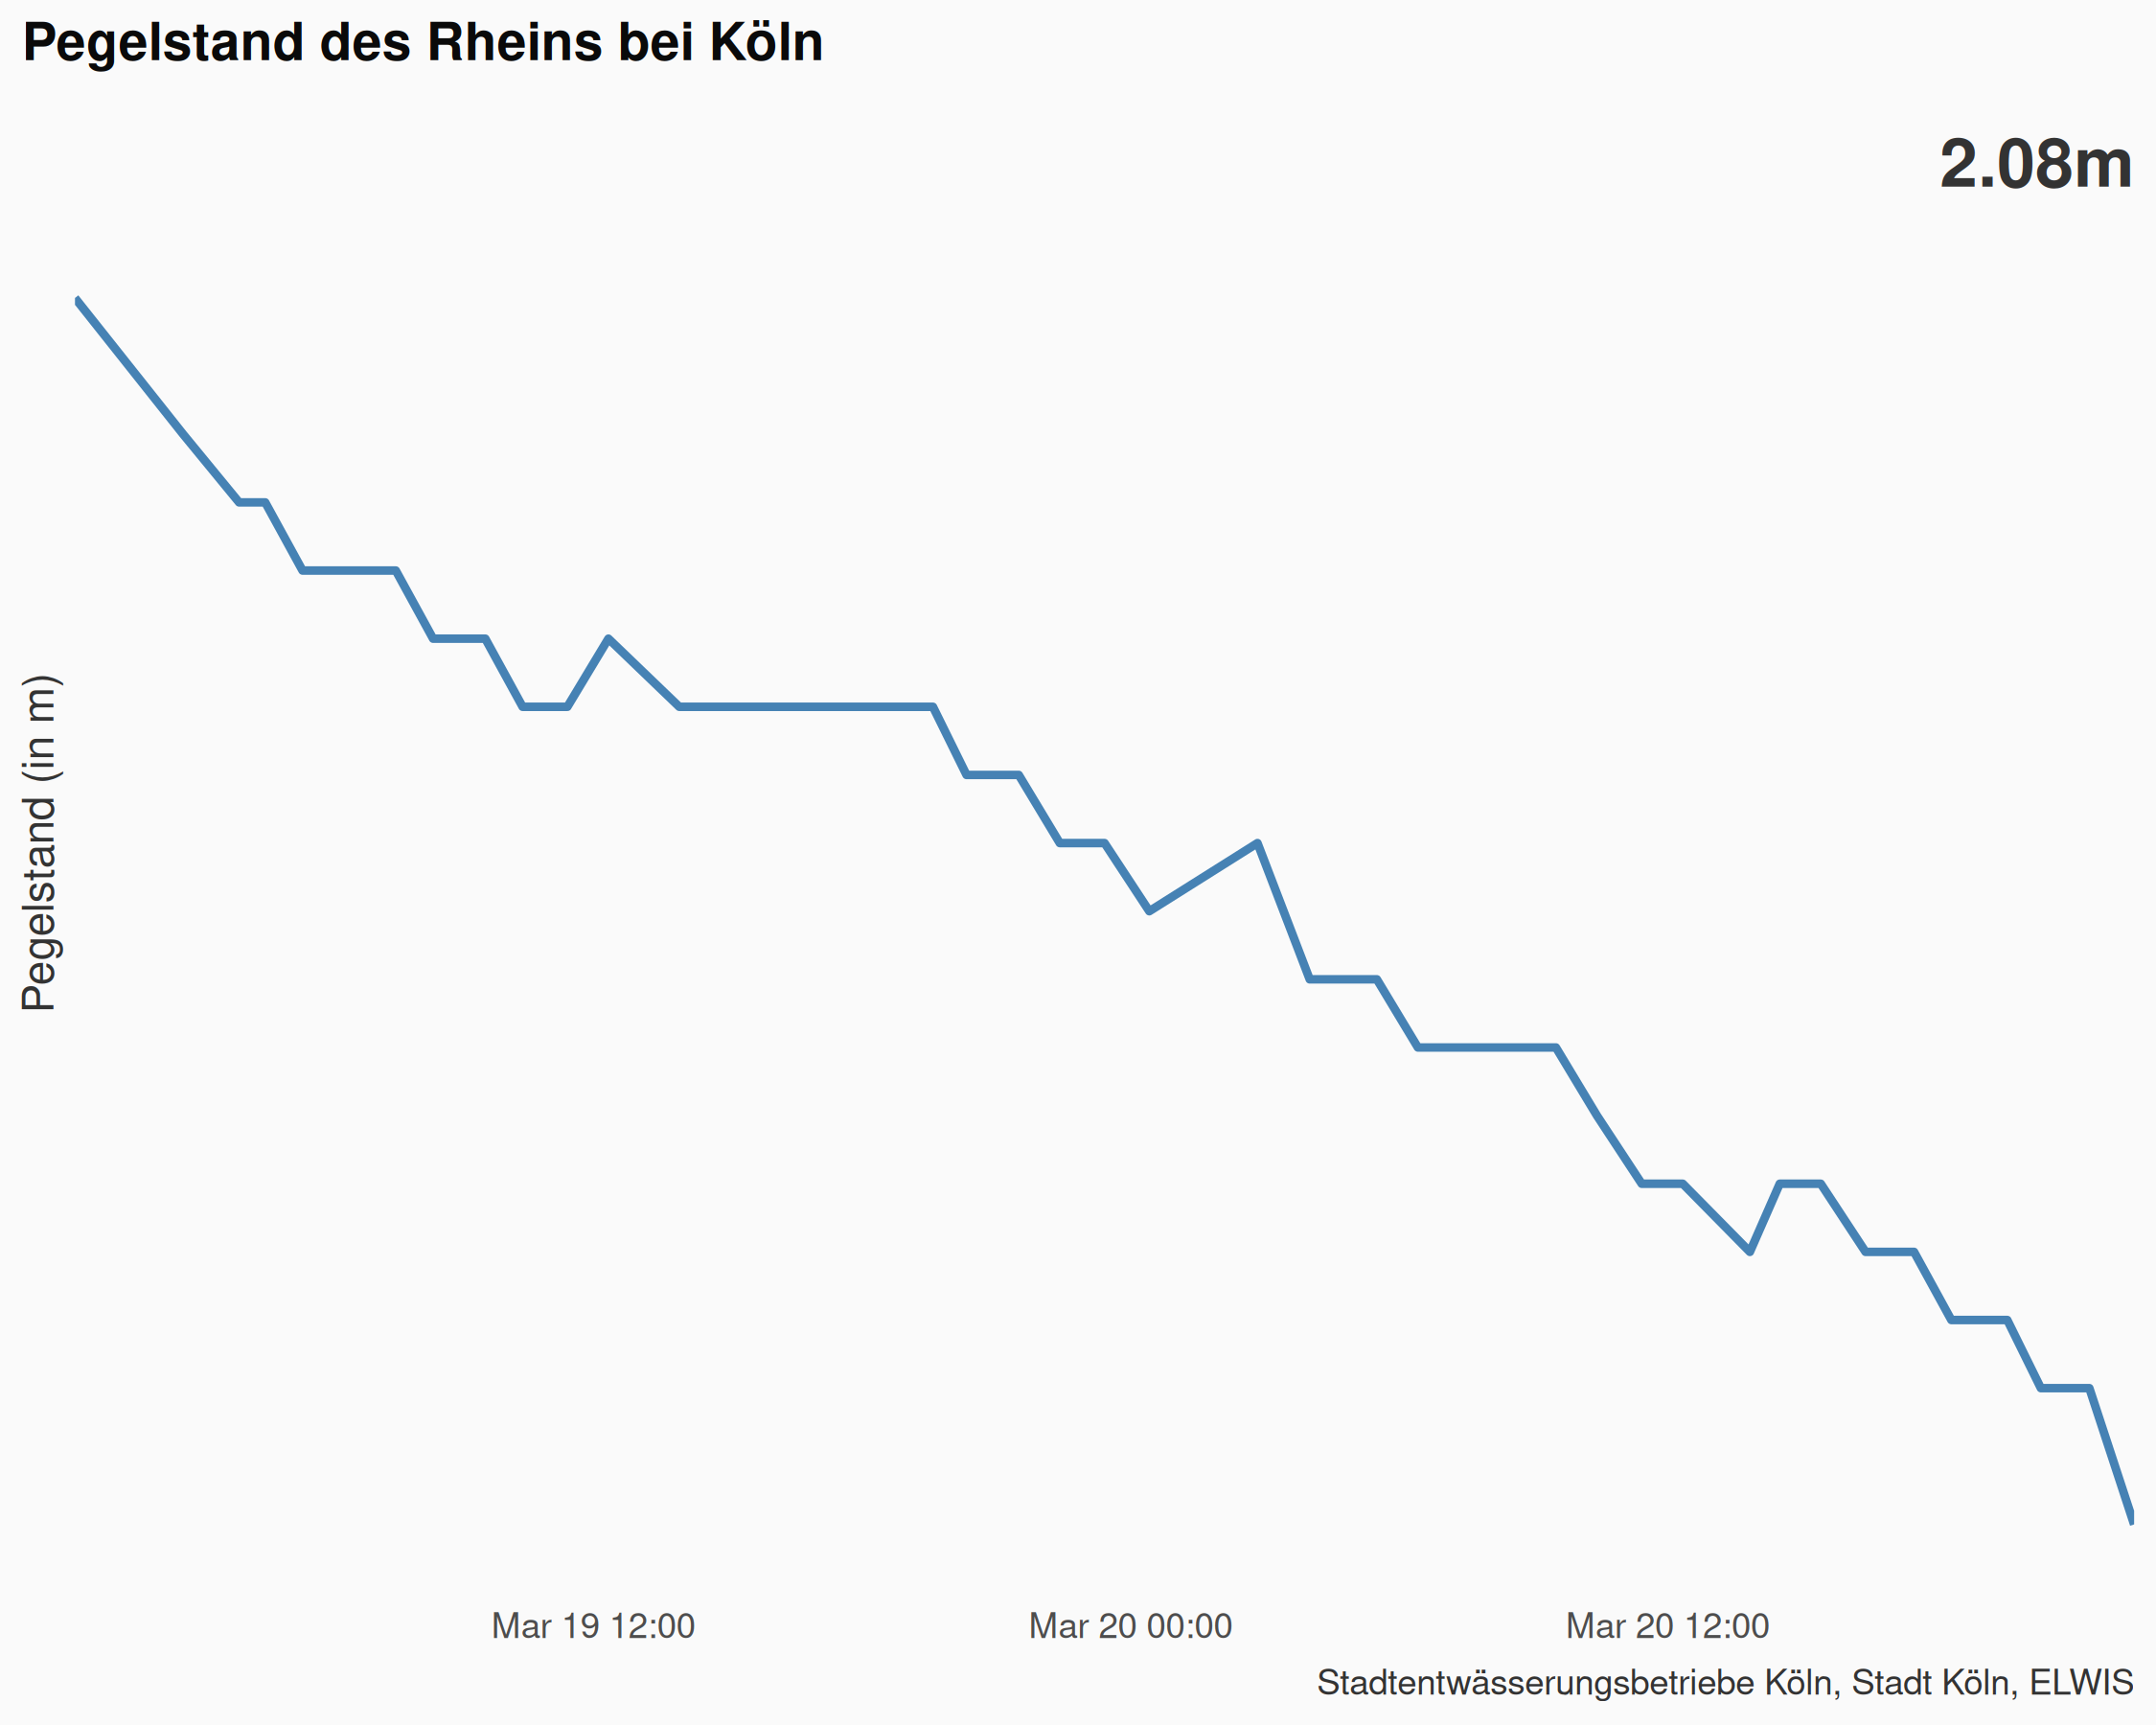 Pegelstand des Rheins bei Köln
2.08m
Pegelstand (in m)
Mar 19 12:00
Mar 20 00:00
Mar 20 12:00
Stadtentwässerungsbetriebe Köln, Stadt Köln, ELWIS